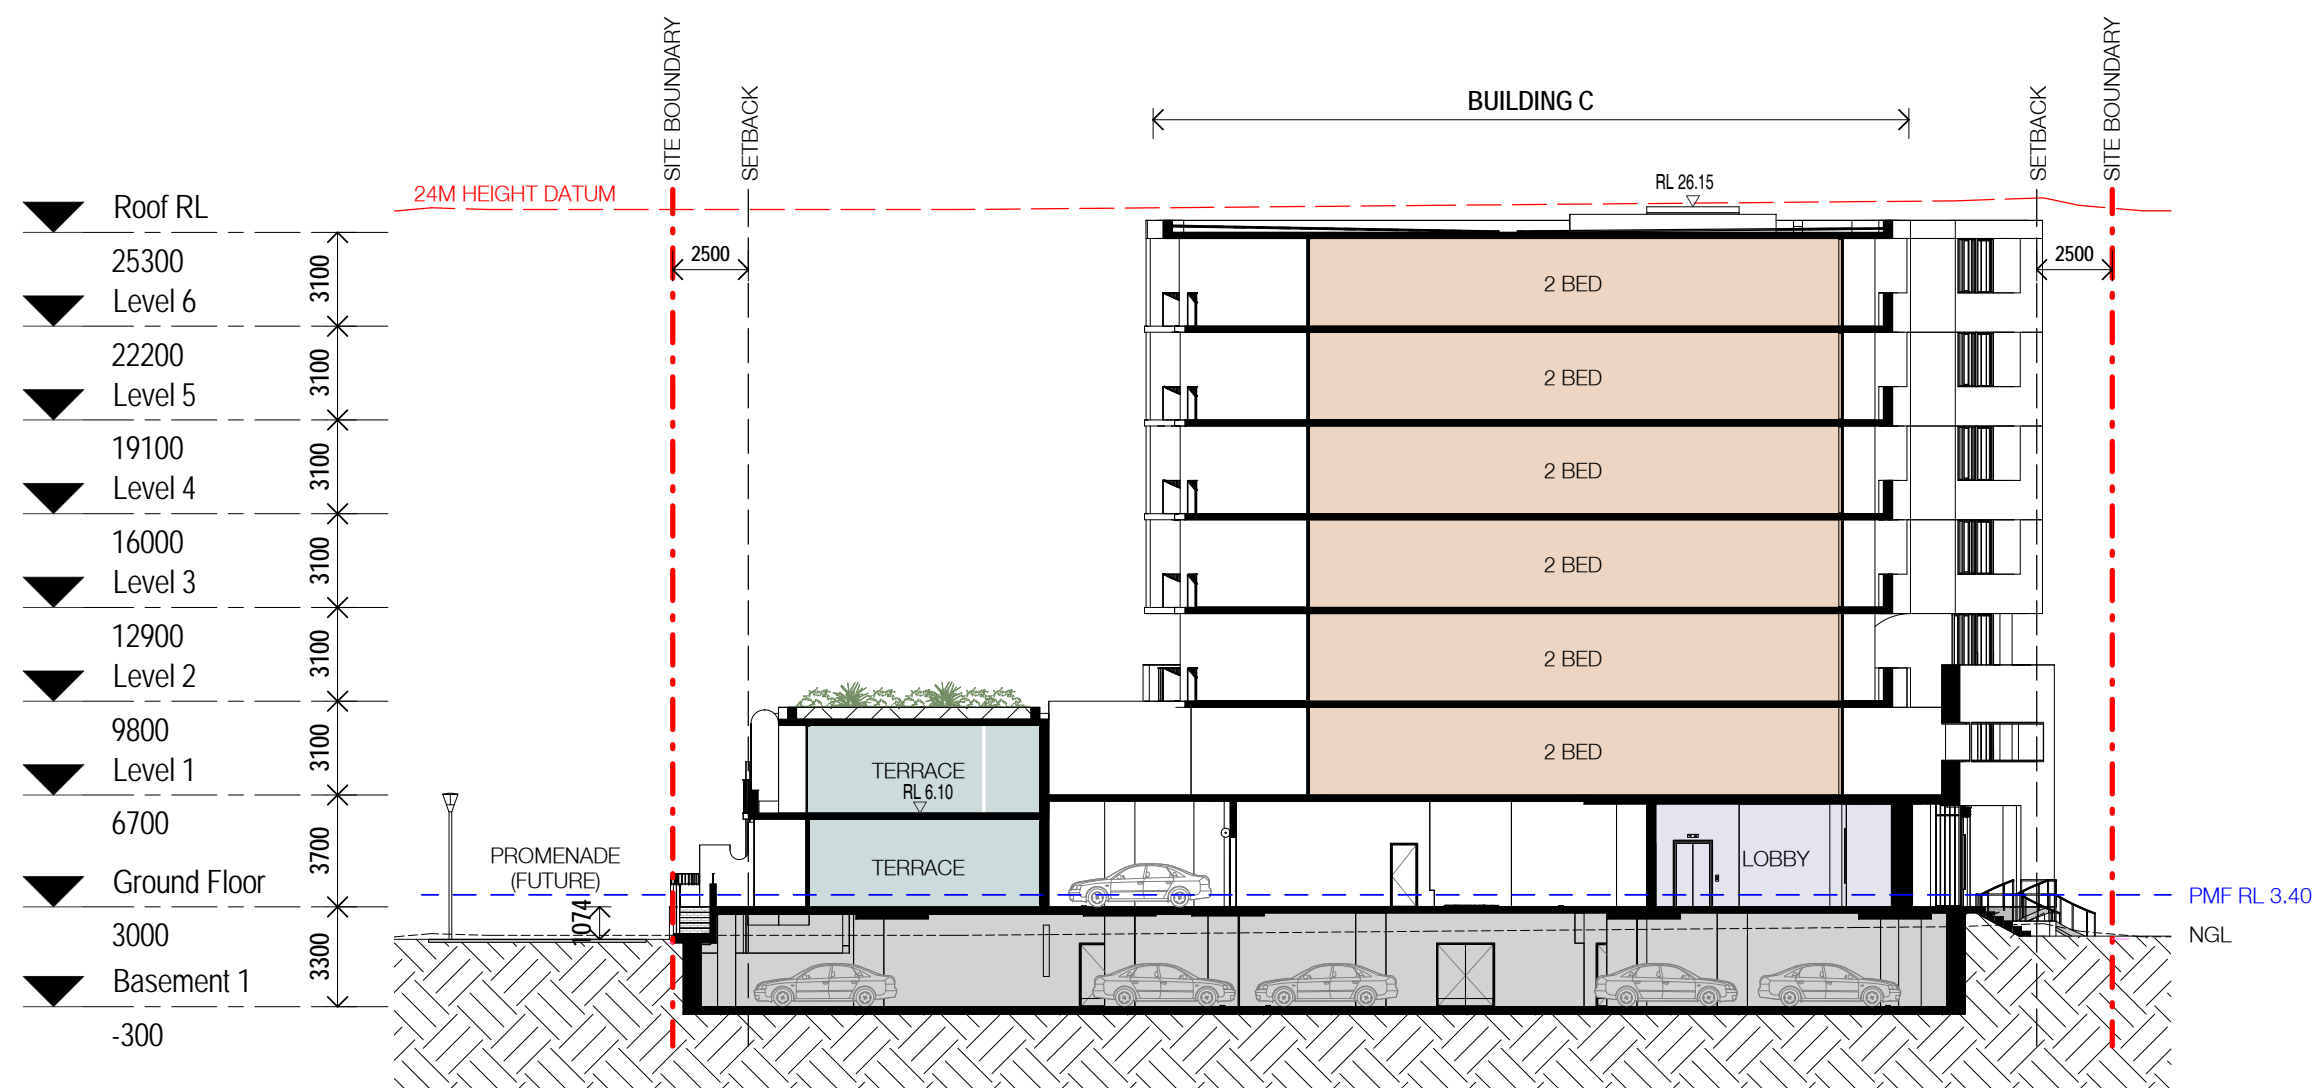 SITE BOUNDARY
SETBACK
BUILDING C
SETBACK
SITE BOUNDARY
24M HEIGHT DATUM
RL 26.15
Roof RL
25300
3100
2500
2 BED
2500
Level 6
22200
3100
2 BED
Level 5
19100
3100
2 BED
Level 4
16000
3100
2 BED
Level 3
12900
3100
2 BED
Level 2
9800
3100
2 BED
Level 1
6700
TERRACE
RL 6.10
3700
PROMENADE
(FUTURE)
TERRACE
LOBBY
Ground Floor
3000
1074
PMF RL 3.40
NGL
3300
Basement 1
-300